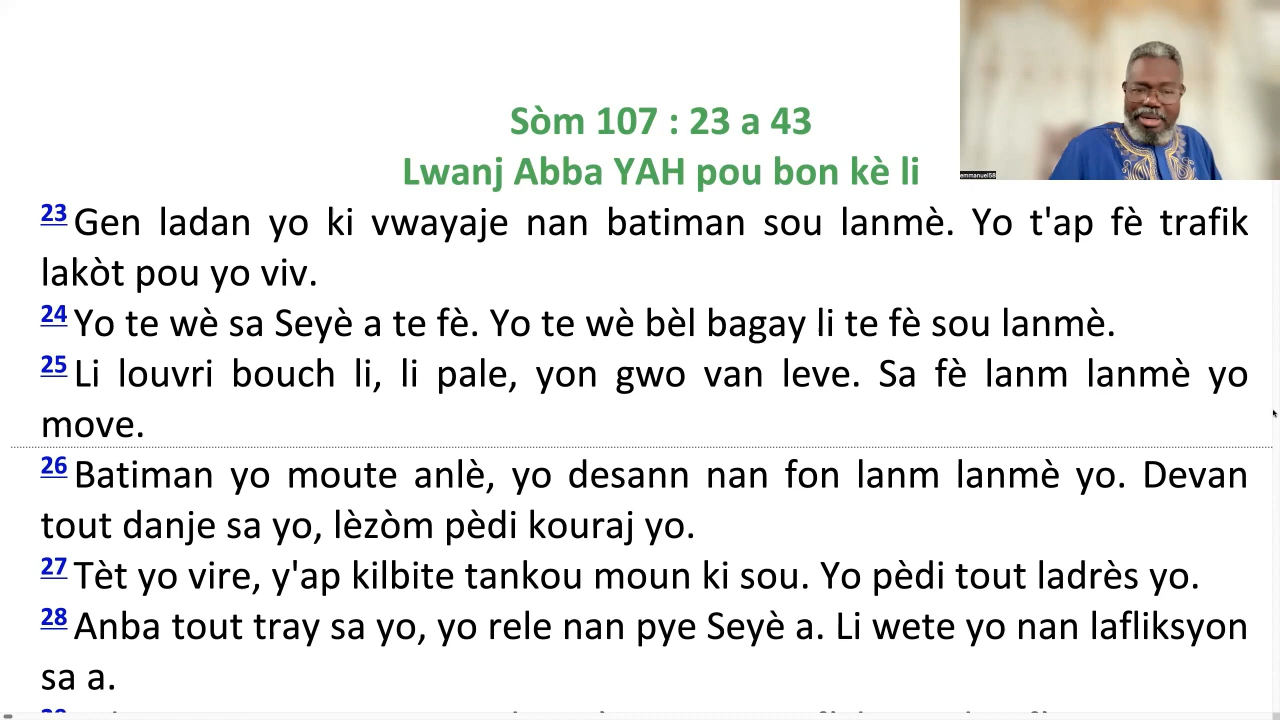 Sòm 107 : 23 a 43
Lwanj Abba YAH pou bon kè li
emmanuel58
23 Gen ladan yo ki vwayaje nan batiman sou lanmè. Yo t'ap fè trafik
lakòt pou yo viv.
24 Yo te wè sa Seyè a te fè. Yo te wè bèl bagay li te fè sou lanmè.
25 Li louvri bouch li, li pale, yon gwo van leve. Sa fè lanm lanmè yo
move.
26 Batiman yo moute anlè, yo desann nan fon lanm lanmè yo. Devan
tout danje sa yo, lèzòm pèdi kouraj yo.
27 Tèt yo vire, y'ap kilbite tankou moun ki sou. Yo pèdi tout ladrès yo.
28 Anba tout tray sa yo, yo rele nan pye Seyè a. Li wete yo nan lafliksyon
sa a.